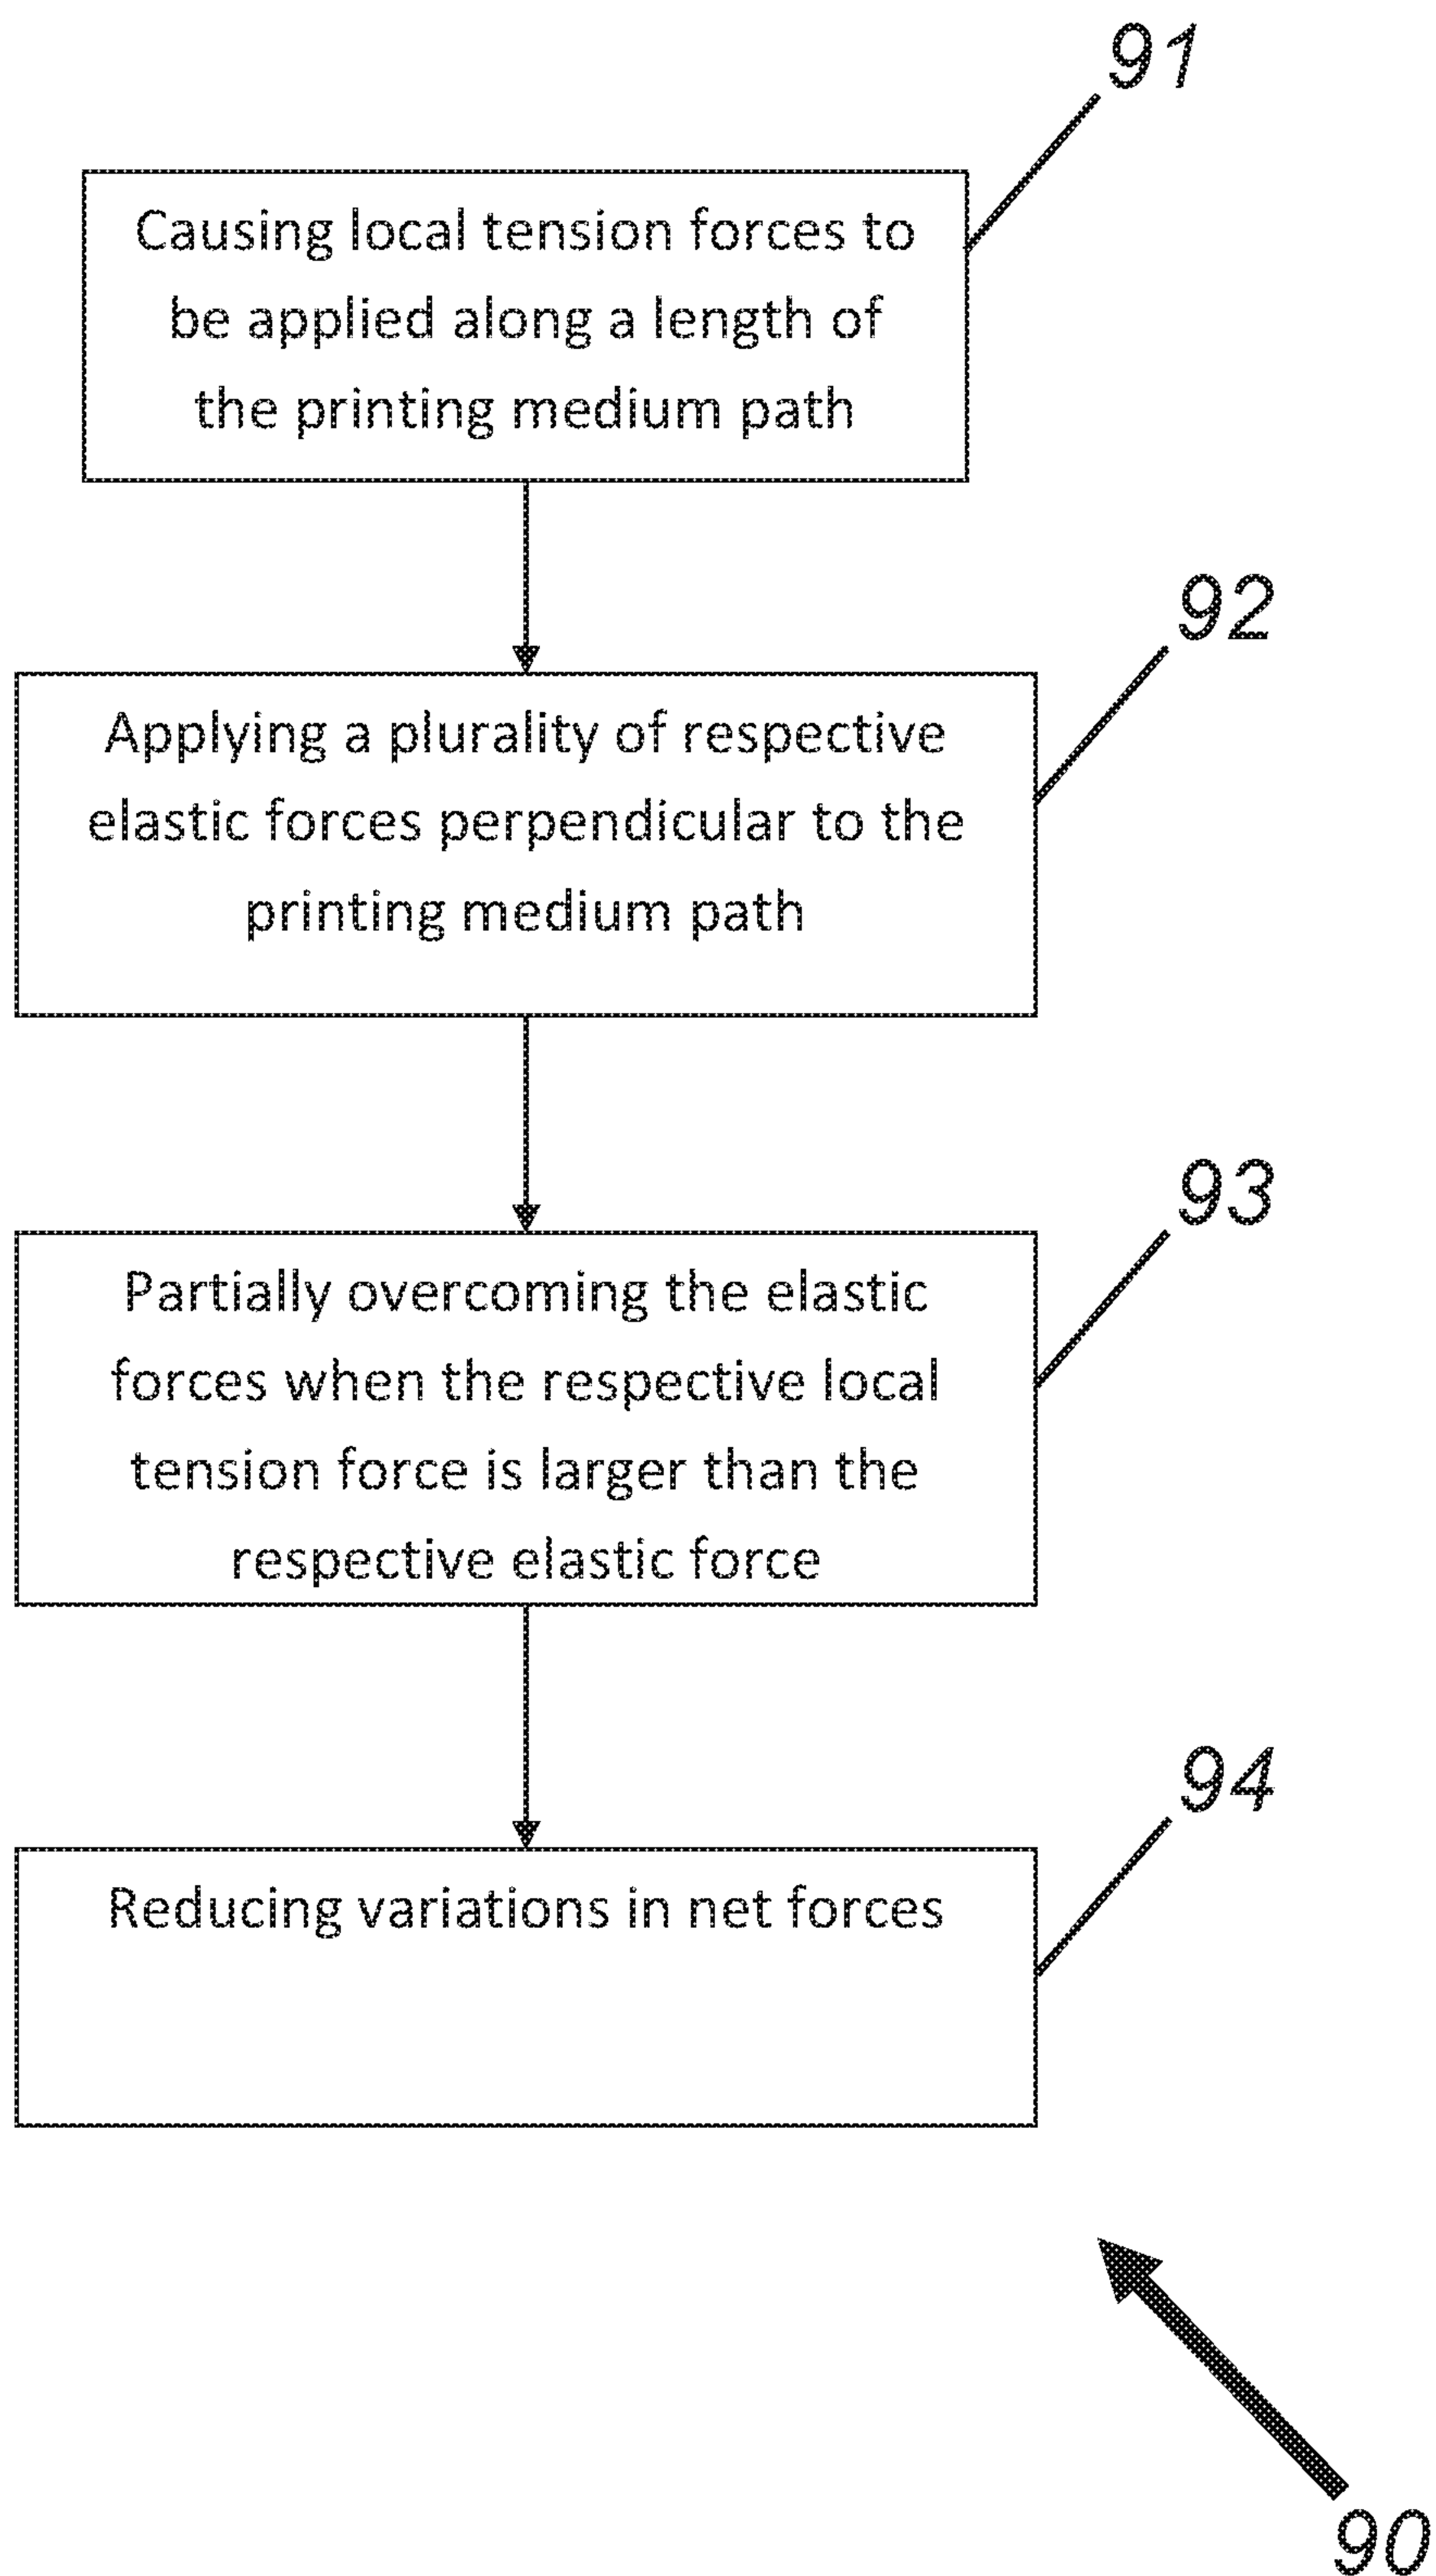 91
Causing local tension forces to
be applied along a length of
the printing medium path
92
Applying a plurality of respective
elastic forces perpendicular to the
printing medium path
93
Partially overcoming the elastic
forces when the respective local
tension force is larger than the
respective elastic force
94
Reducing variations in net forces
90